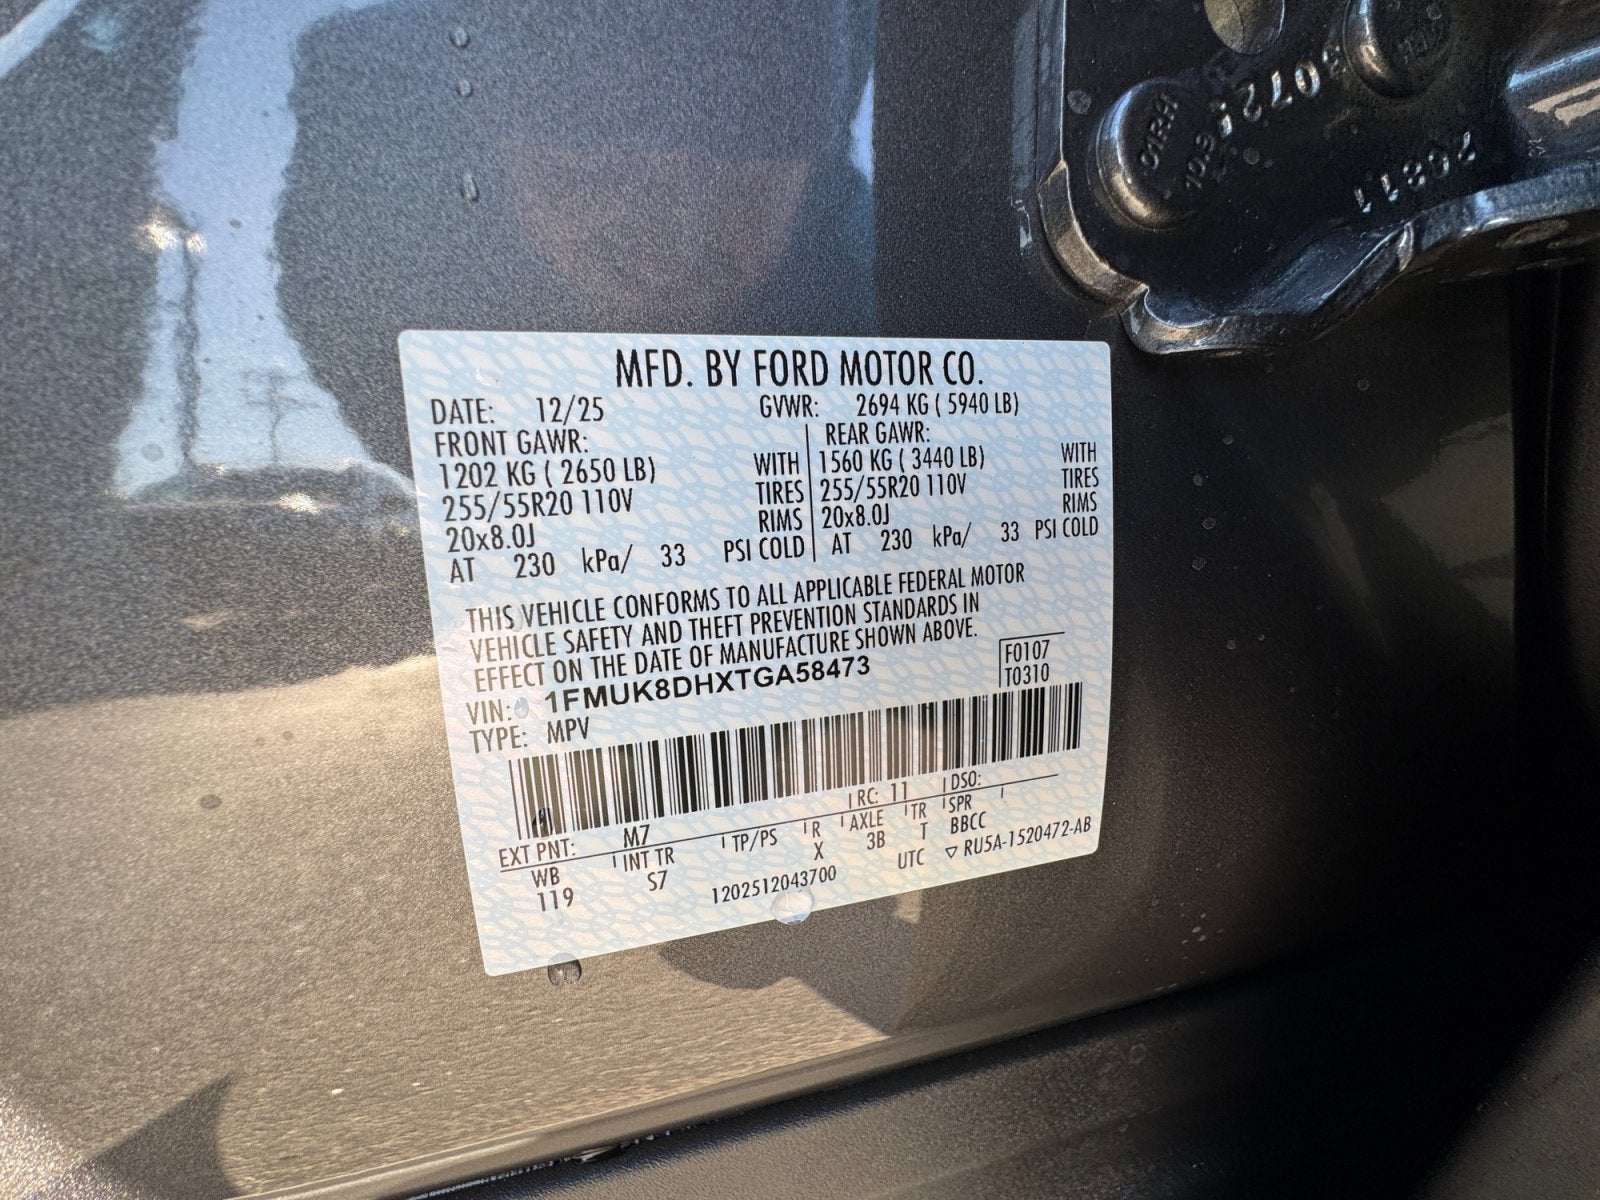 MFD. BY FORD MOTOR CO.
DATE: 12/25 GVWR: 2694 KG ( 5940 LB)
FRONT GAWR: REAR GAWR:
1202 KG ( 2650 LB) WITH 1560 KG ( 3440 LB) WITH
255/55R20 110V TIRES 255/55R20 110V TIRES
20x8.0J RIMS 20x8.0J RIMS
AT 230 kPa/ 33 PSI COLD AT 230 kPa/ 33 PSI COLD
THIS VEHICLE CONFORMS TO ALL APPLICABLE FEDERAL MOTOR
VEHICLE SAFETY AND THEFT PREVENTION STANDARDS IN
EFFECT ON THE DATE OF MANUFACTURE SHOWN ABOVE.
F0107
T0310
VIN: 1FMUK8DHXTGA58473
TYPE: MPV
EXT PNT: M7 RC: 11 DSO:
WB INT TR TP/PS R AXLE TR SPR
119 S7 X 3B T BBCC
1202512043700 UTC ▽ RU5A-1520472-AB